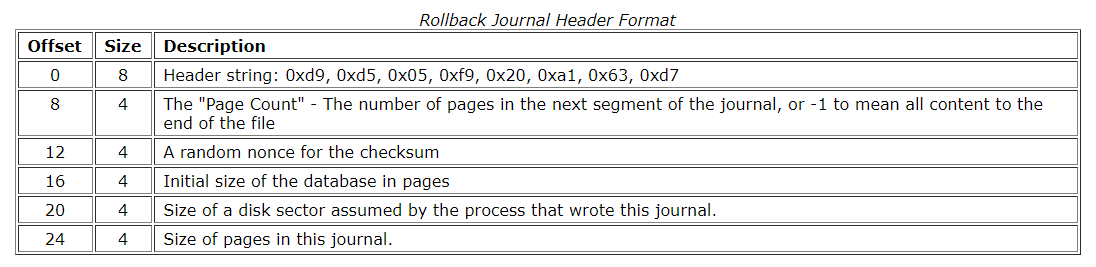 Rollback Journal Header Format
Offset Size Description
0 8 Header string: 0xd9, 0xd5, 0x05, 0xf9, 0x20, 0xa1, 0x63, 0xd7
8 4 The "Page Count" - The number of pages in the next segment of the journal, or -1 to mean all content to the
end of the file
12 4 A random nonce for the checksum
16 4 Initial size of the database in pages
20 4 Size of a disk sector assumed by the process that wrote this journal.
24 4 Size of pages in this journal.